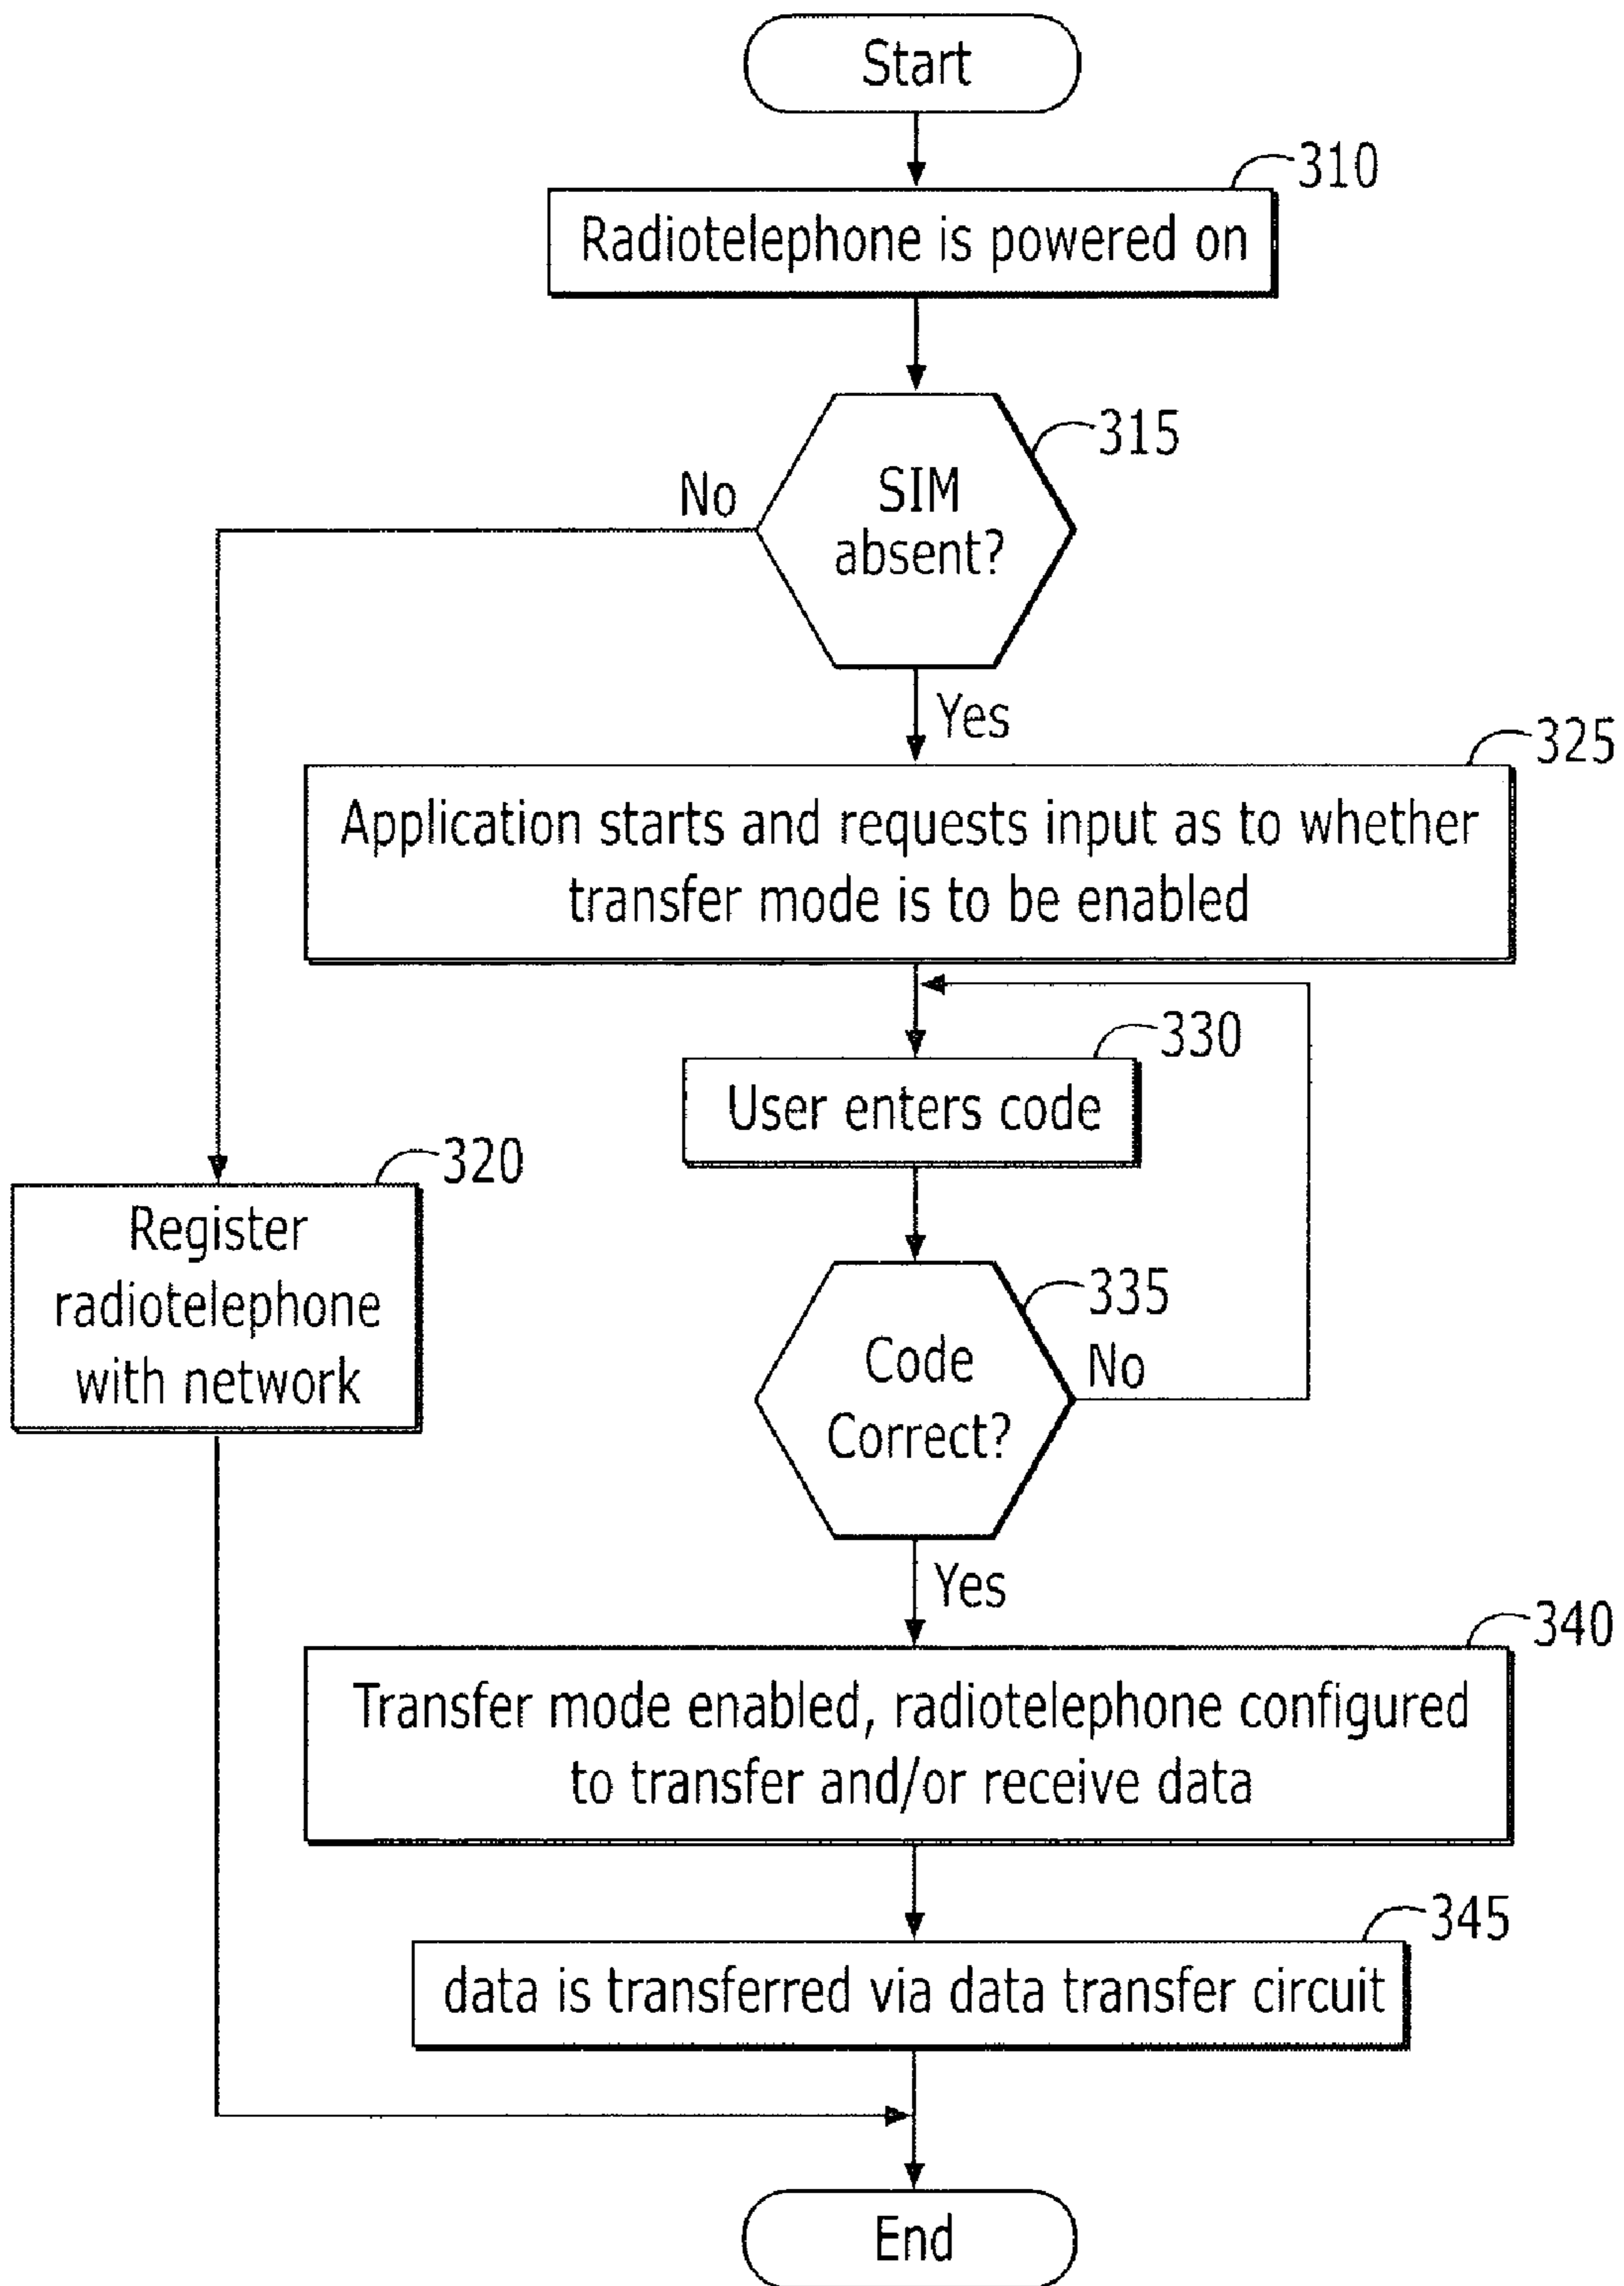 Start
310
Radiotelephone is powered on
315
No
SIM
absent?
Yes
325
Application starts and requests input as to whether
transfer mode is to be enabled
330
User enters code
320
Register
radiotelephone
with network
335
Code
Correct?
No
Yes
340
Transfer mode enabled, radiotelephone configured
to transfer and/or receive data
345
data is transferred via data transfer circuit
End